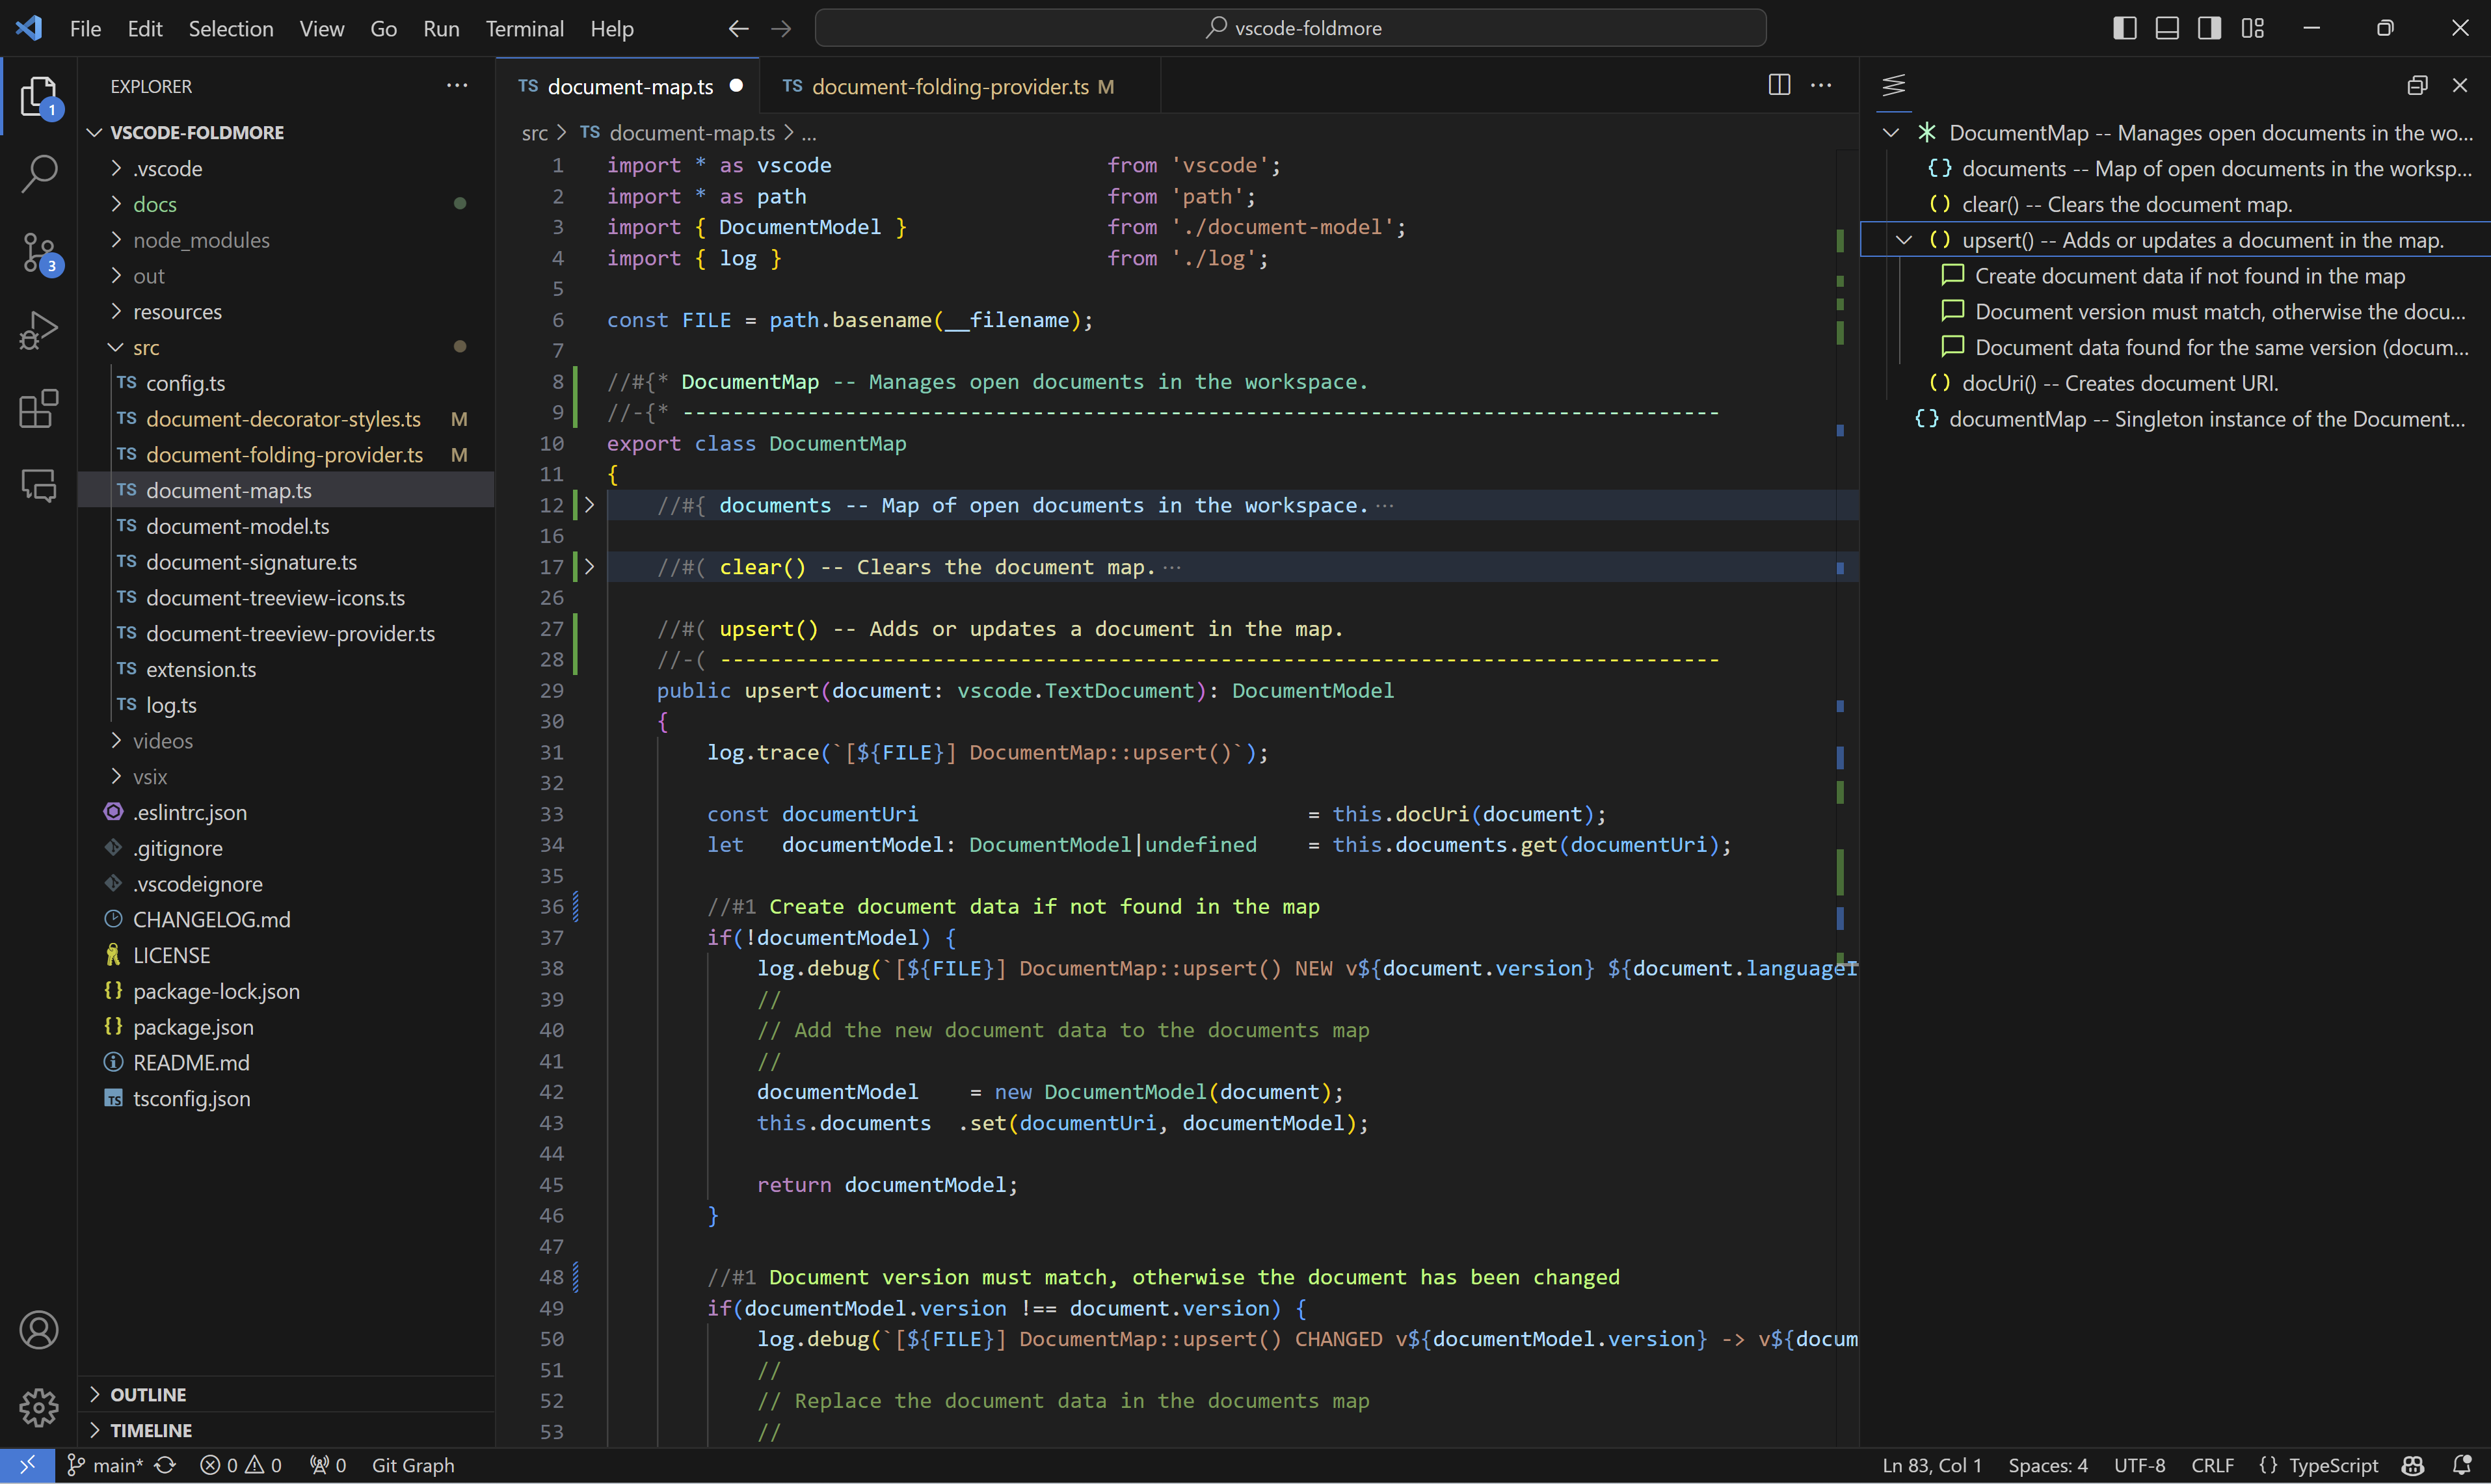 File Edit Selection View Go Run Terminal Help
vscode-foldmore
EXPLORER
VSCODE-FOLDMORE
.vscode
docs
node_modules
out
resources
src
TS config.ts
TS document-decorator-styles.ts M
TS document-folding-provider.ts M
TS document-map.ts
TS document-model.ts
TS document-signature.ts
TS document-treeview-icons.ts
TS document-treeview-provider.ts
TS extension.ts
TS log.ts
videos
vsix
.eslintrc.json
.gitignore
.vscodeignore
CHANGELOG.md
LICENSE
{} package-lock.json
{} package.json
README.md
TS tsconfig.json
OUTLINE
TIMELINE
1
3
TS document-map.ts
TS document-folding-provider.ts M
src > TS document-map.ts > ...
1 import * as vscode from 'vscode';
2 import * as path from 'path';
3 import { DocumentModel } from './document-model';
4 import { log } from './log';
5
6 const FILE = path.basename(__filename);
7
8 //#{* DocumentMap -- Manages open documents in the workspace.
9 //-{* -----------------------------------------------------------------------------------
10 export class DocumentMap
11 {
12 //#{ documents -- Map of open documents in the workspace. ...
16
17 //#( clear() -- Clears the document map. ...
26
27 //#( upsert() -- Adds or updates a document in the map.
28 //-( --------------------------------------------------------------------------------
29 public upsert(document: vscode.TextDocument): DocumentModel
30 {
31 log.trace(`[${FILE}] DocumentMap::upsert()`);
32
33 const documentUri = this.docUri(document);
34 let documentModel: DocumentModel|undefined = this.documents.get(documentUri);
35
36 //#1 Create document data if not found in the map
37 if(!documentModel) {
38 log.debug(`[${FILE}] DocumentMap::upsert() NEW v${document.version} ${document.languageI
39 //
40 // Add the new document data to the documents map
41 //
42 documentModel = new DocumentModel(document);
43 this.documents .set(documentUri, documentModel);
44
45 return documentModel;
46 }
47
48 //#1 Document version must match, otherwise the document has been changed
49 if(documentModel.version !== document.version) {
50 log.debug(`[${FILE}] DocumentMap::upsert() CHANGED v${documentModel.version} -> v${docum
51 //
52 // Replace the document data in the documents map
53 //
DocumentMap -- Manages open documents in the wo...
{} documents -- Map of open documents in the worksp...
() clear() -- Clears the document map.
() upsert() -- Adds or updates a document in the map.
Create document data if not found in the map
Document version must match, otherwise the docu...
Document data found for the same version (docum...
() docUri() -- Creates document URI.
{} documentMap -- Singleton instance of the Document...
main* 0 0 0 Git Graph
Ln 83, Col 1 Spaces: 4 UTF-8 CRLF {} TypeScript